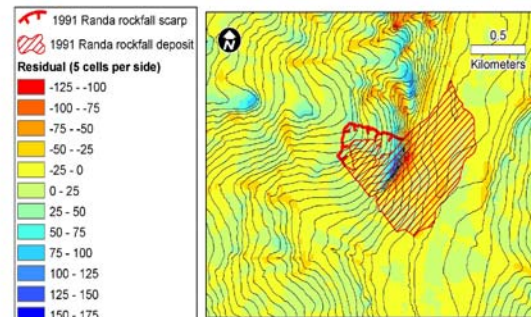 1991 Randa rockfall scarp
1991 Randa rockfall deposit
Residual (5 cells per side)
-125 - -100
-100 - -75
-75 - -50
-50 - -25
-25 - 0
0 - 25
25 - 50
50 - 75
75 - 100
100 - 125
125 - 150
150 - 175
N
0.5
Kilometers